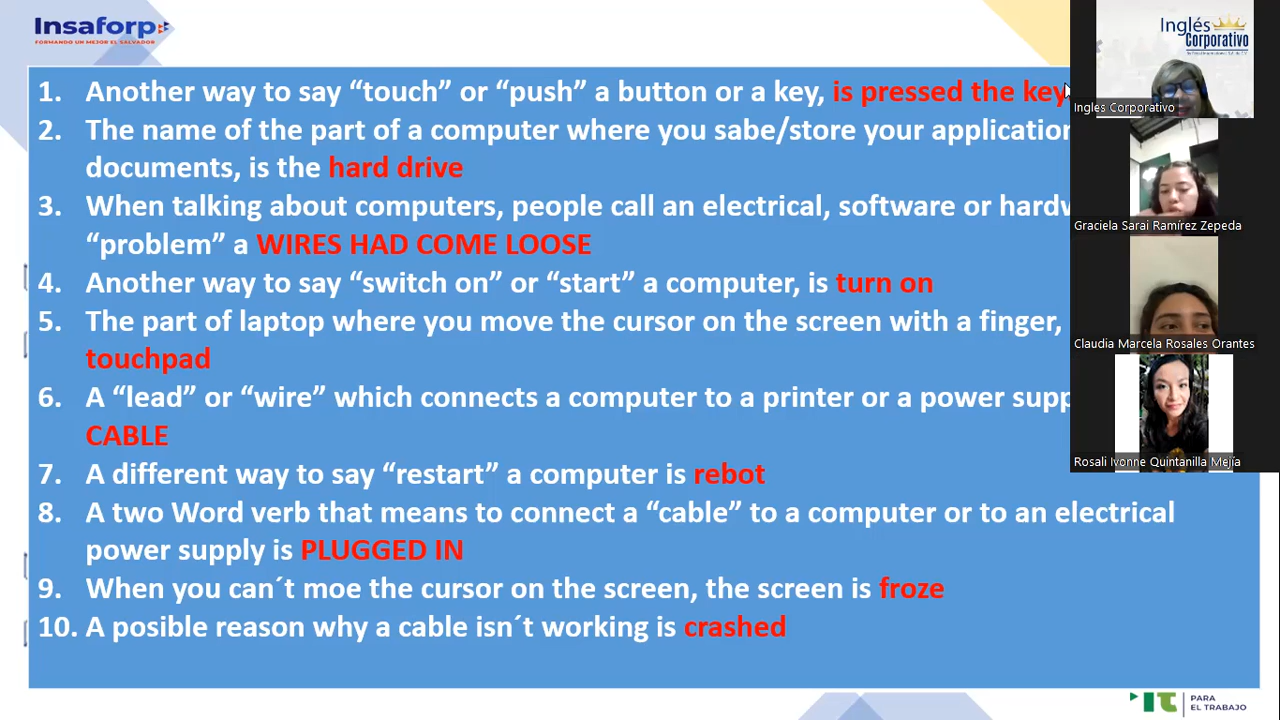 Insaforp
FORMANDO UN MEJOR EL SALVADOR
1. Another way to say “touch” or “push” a button or a key, is pressed the key
2. The name of the part of a computer where you sabe/store your application
documents, is the hard drive
3. When talking about computers, people call an electrical, software or hardw
“problem” a WIRES HAD COME LOOSE
4. Another way to say “switch on” or “start” a computer, is turn on
5. The part of laptop where you move the cursor on the screen with a finger,
touchpad
6. A “lead” or “wire” which connects a computer to a printer or a power supp
CABLE
7. A different way to say “restart” a computer is rebot
8. A two Word verb that means to connect a “cable” to a computer or to an electrical
power supply is PLUGGED IN
9. When you can´t moe the cursor on the screen, the screen is froze
10. A posible reason why a cable isn´t working is crashed
Inglés
Corporativo
Ingles Corporativo
Graciela Sarai Ramírez Zepeda
Claudia Marcela Rosales Orantes
Rosali Ivonne Quintanilla Mejía
PARA
EL TRABAJO